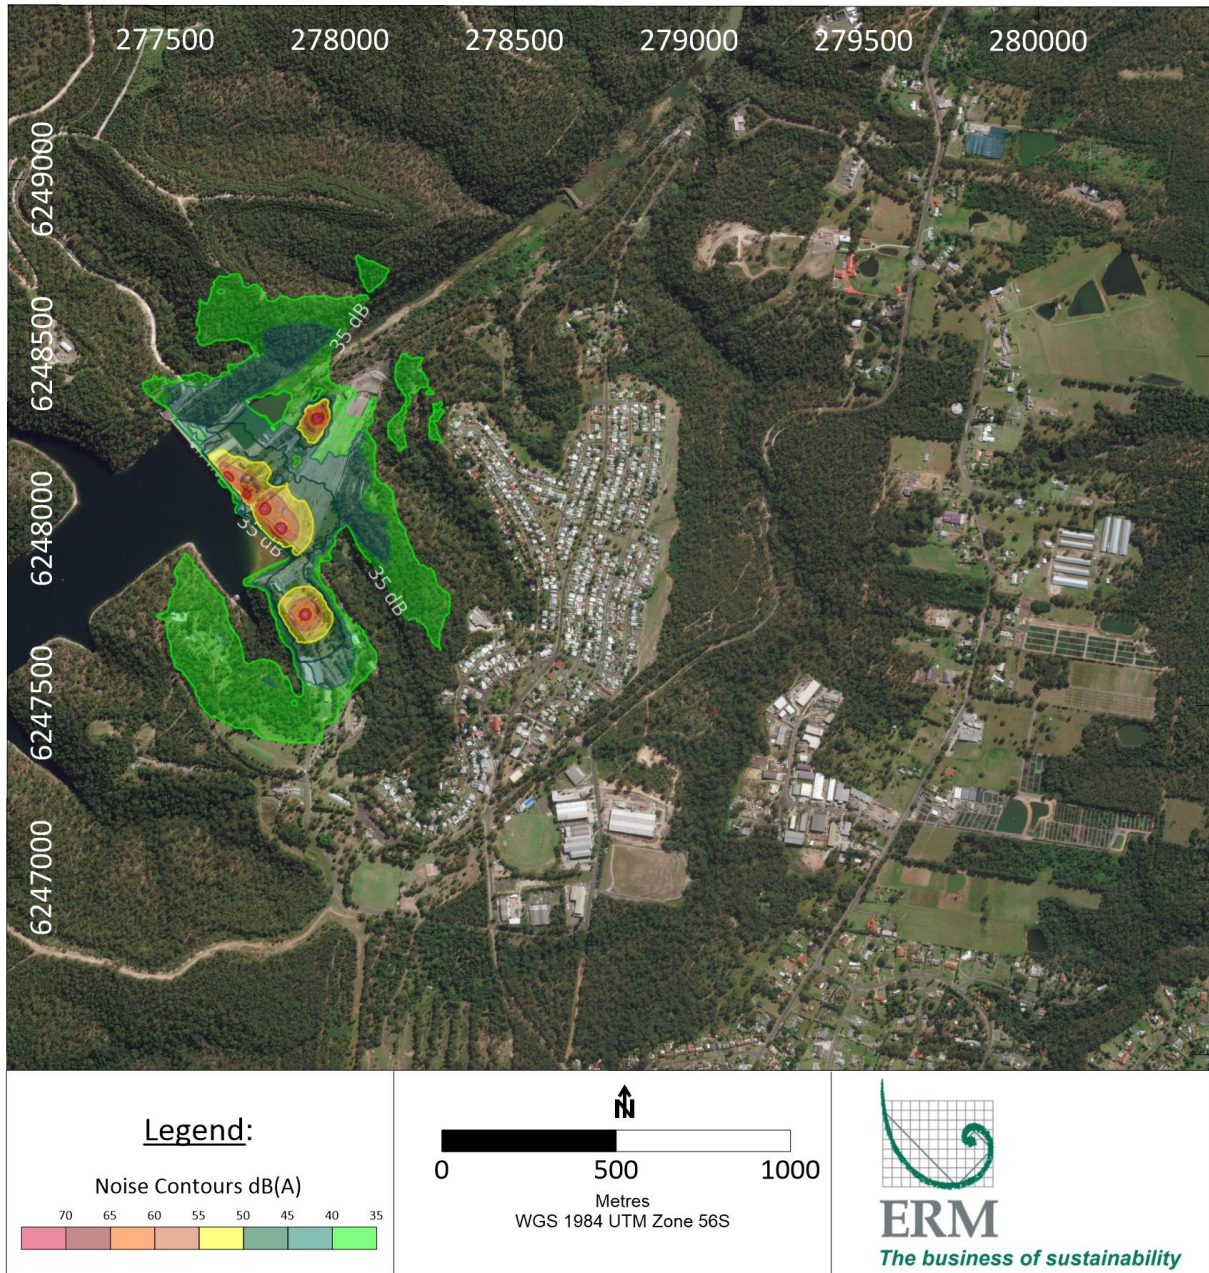 277500 278000 278500 279000 279500 280000
6249000
6248500
6248000
6247500
6247000
35 dB
35 dB
35 dB
Legend:
Noise Contours dB(A)
70 65 60 55 50 45 40 35
N
0 500 1000
Metres
WGS 1984 UTM Zone 56S
ERM
The business of sustainability